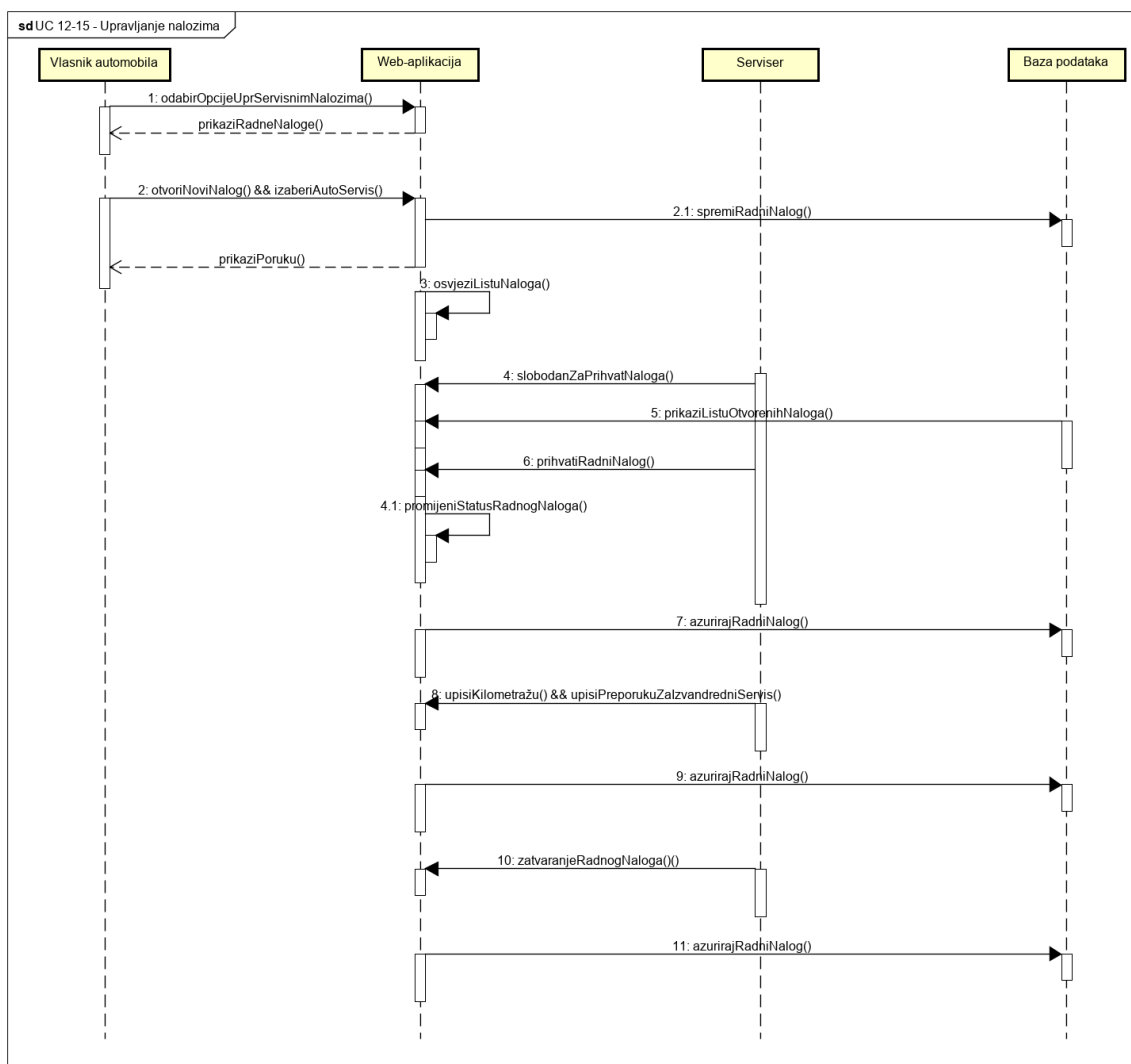 sd UC 12-15 - Upravljanje nalozima
Vlasnik automobila
Web-aplikacija
Serviser
Baza podataka
1: odabirOpcijeUprServisnimNalozima()
prikaziRadneNaloge()
2: otvoriNoviNalog() && izaberiAutoServis()
2.1: spremiRadniNalog()
prikaziPoruku()
3: osvjeziListuNaloga()
4: slobodanZaPrihvatNaloga()
5: prikaziListuOtvorenihNaloga()
6: prihvatiRadniNalog()
4.1: promijeniStatusRadnogNaloga()
7: azurirajRadniNalog()
8: upisiKilometražu() && upisiPreporukuZaIzvandredniServis()
9: azurirajRadniNalog()
10: zatvaranjeRadnogNaloga()()
11: azurirajRadniNalog()